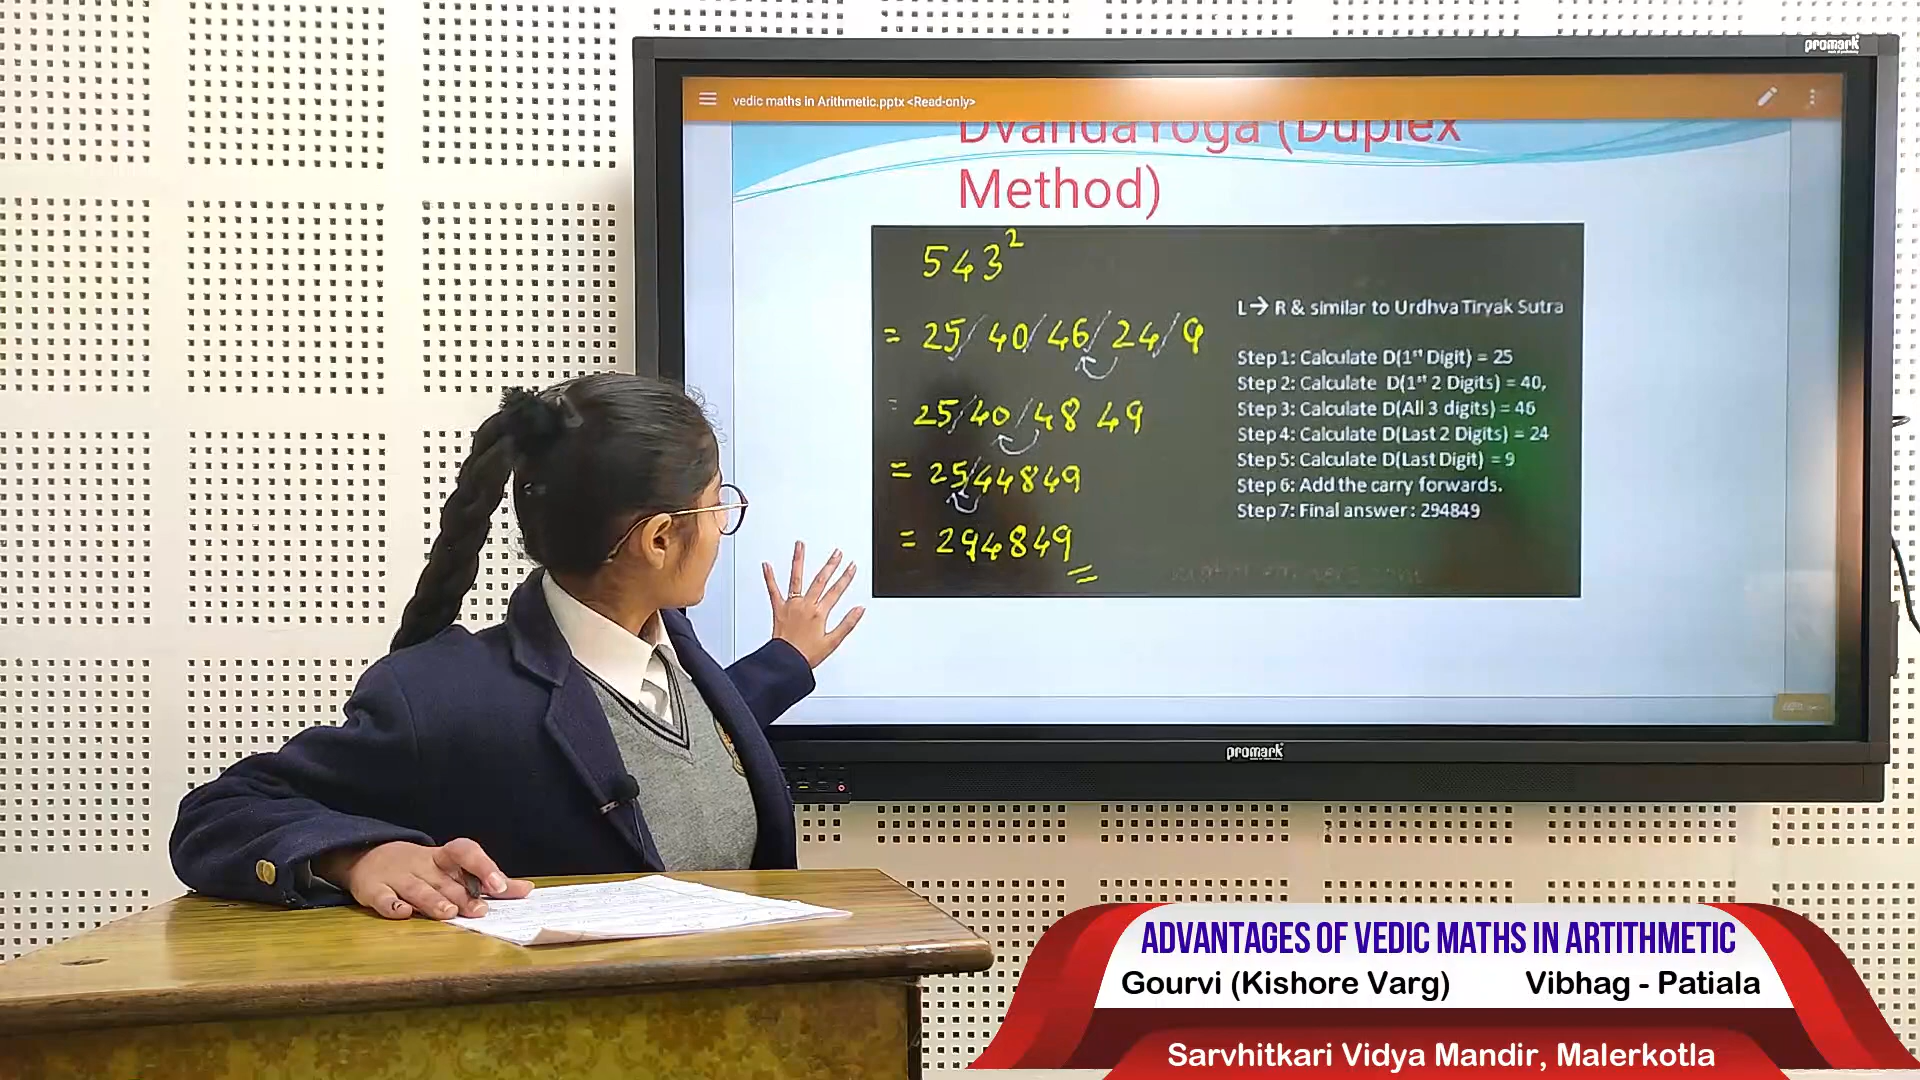 promark
vedic maths in Arithmetic.pptx <Read-only>
DvandaYoga (Duplex
Method)
543²
= 25/40/46/24/9
= 25/40/48 49
= 25/44849
= 294849
L→ R & similar to Urdhva Tiryak Sutra
Step 1: Calculate D(1st Digit) = 25
Step 2: Calculate D(1st 2 Digits) = 40,
Step 3: Calculate D(All 3 digits) = 46
Step 4: Calculate D(Last 2 Digits) = 24
Step 5: Calculate D(Last Digit) = 9
Step 6: Add the carry forwards.
Step 7: Final answer: 294849
promark
ADVANTAGES OF VEDIC MATHS IN ARTITHMETIC
Gourvi (Kishore Varg) Vibhag - Patiala
Sarvhitkari Vidya Mandir, Malerkotla